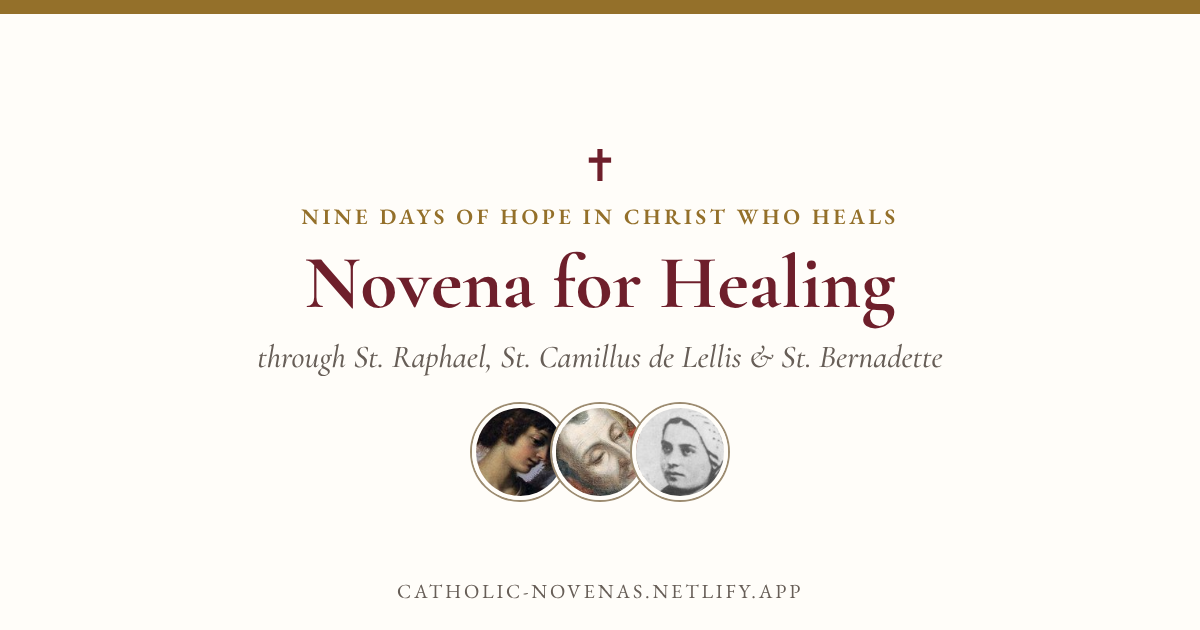 NINE DAYS OF HOPE IN CHRIST WHO HEALS
Novena for Healing
through St. Raphael, St. Camillus de Lellis & St. Bernadette
CATHOLIC-NOVENAS.NETLIFY.APP